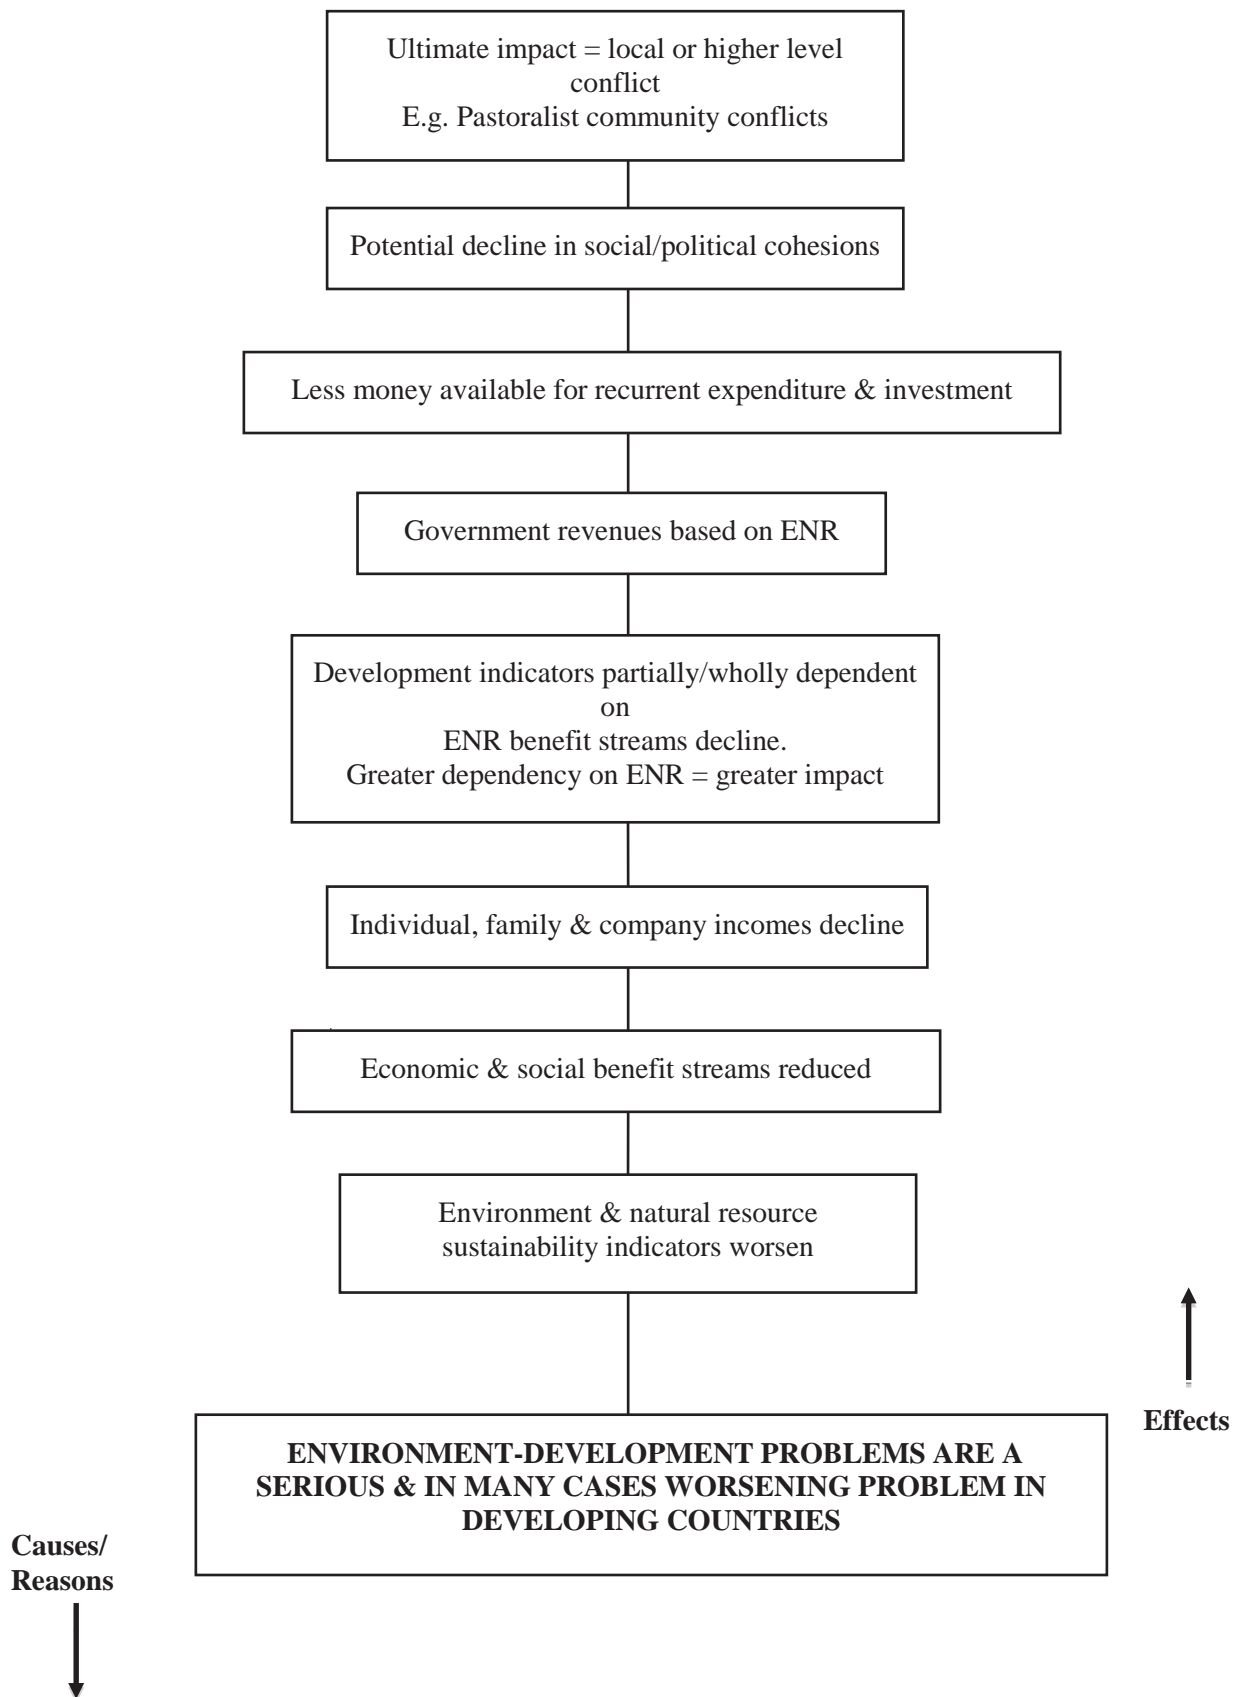 Ultimate impact = local or higher level
conflict
E.g. Pastoralist community conflicts
Potential decline in social/political cohesions
Less money available for recurrent expenditure & investment
Government revenues based on ENR
Development indicators partially/wholly dependent
on
ENR benefit streams decline.
Greater dependency on ENR = greater impact
Individual, family & company incomes decline
Economic & social benefit streams reduced
Environment & natural resource
sustainability indicators worsen
Effects
ENVIRONMENT-DEVELOPMENT PROBLEMS ARE A
SERIOUS & IN MANY CASES WORSENING PROBLEM IN
DEVELOPING COUNTRIES
Causes/
Reasons